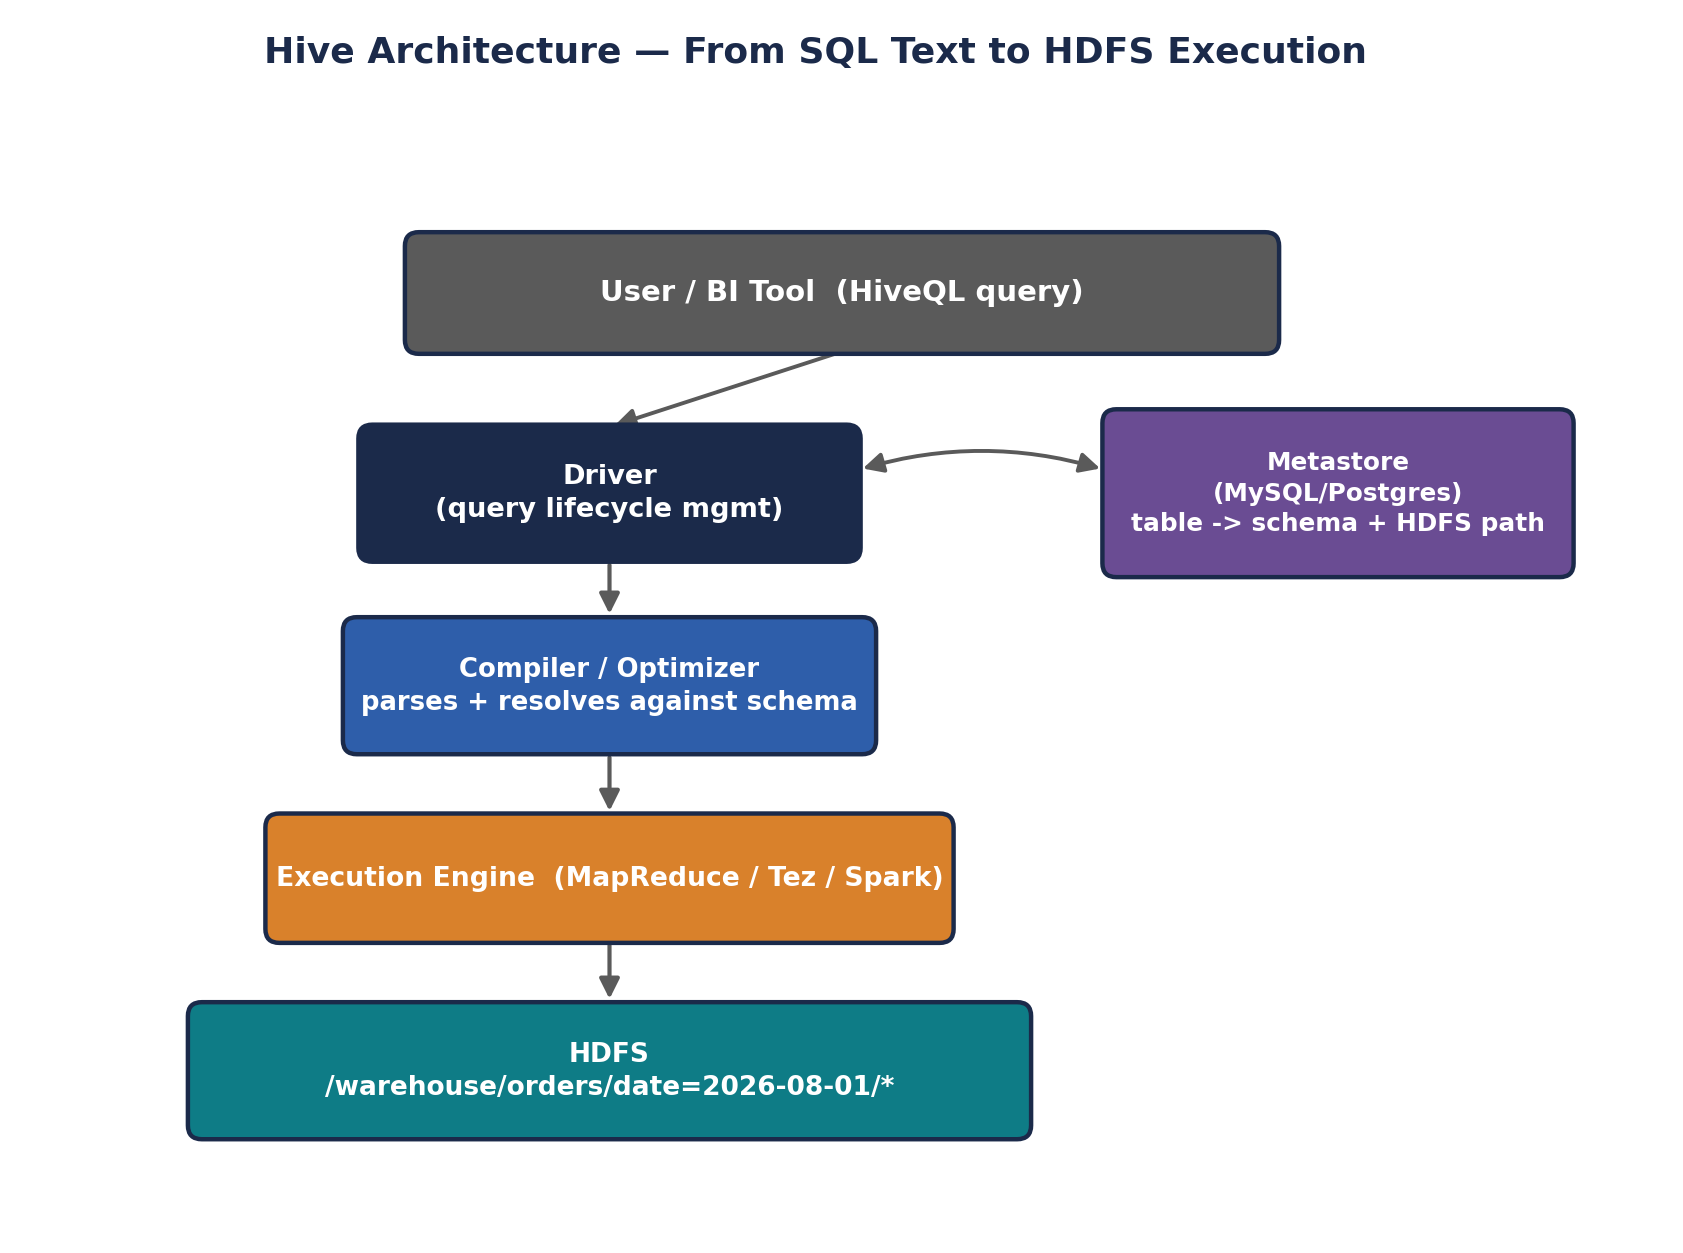 Hive Architecture — From SQL Text to HDFS Execution
User / BI Tool  (HiveQL query)
Driver
(query lifecycle mgmt)
Metastore
(MySQL/Postgres)
table -> schema + HDFS path
Compiler / Optimizer
parses + resolves against schema
Execution Engine  (MapReduce / Tez / Spark)
HDFS
/warehouse/orders/date=2026-08-01/*